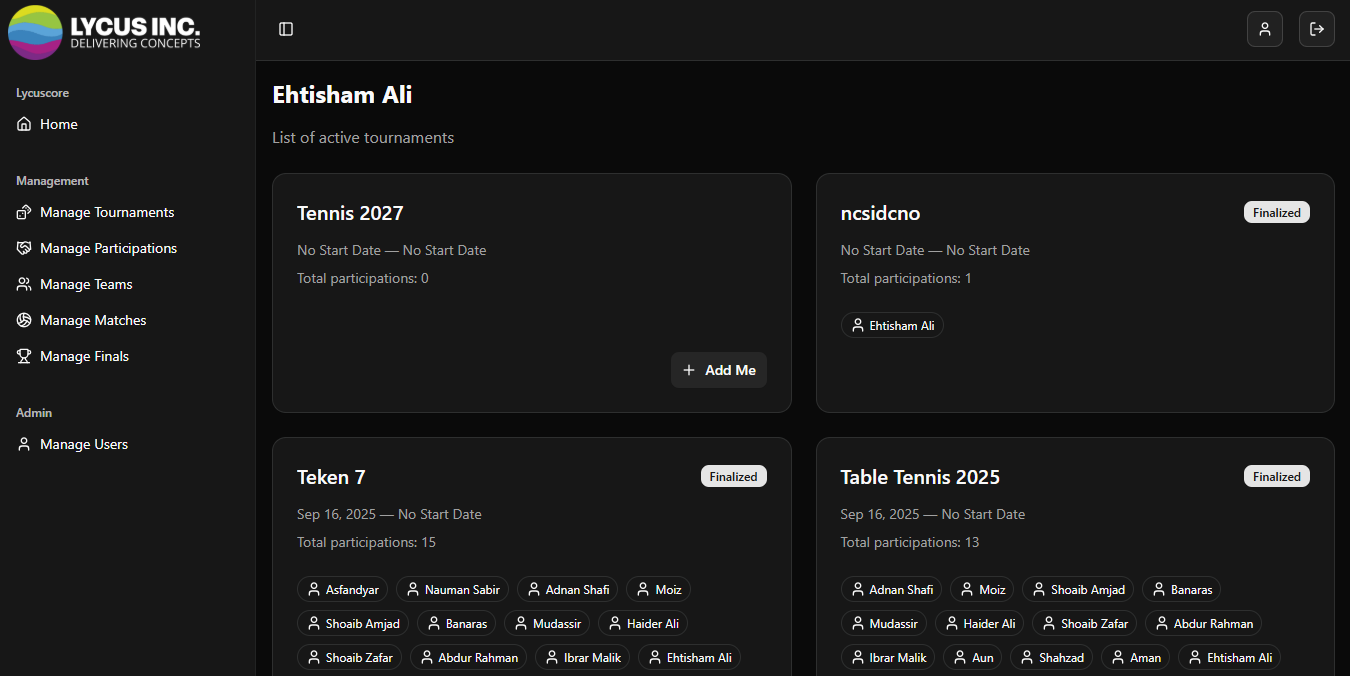 LYCUS INC.
DELIVERING CONCEPTS
Lycuscore
Home
Management
Manage Tournaments
Manage Participations
Manage Teams
Manage Matches
Manage Finals
Admin
Manage Users
Ehtisham Ali
List of active tournaments
Tennis 2027
No Start Date — No Start Date
Total participations: 0
Add Me
ncsidcno
Finalized
No Start Date — No Start Date
Total participations: 1
Ehtisham Ali
Teken 7
Finalized
Sep 16, 2025 — No Start Date
Total participations: 15
Asfandyar Nauman Sabir Adnan Shafi Moiz
Shoaib Amjad Banaras Mudassir Haider Ali
Shoaib Zafar Abdur Rahman Ibrar Malik Ehtisham Ali
Table Tennis 2025
Finalized
Sep 16, 2025 — No Start Date
Total participations: 13
Adnan Shafi Moiz Shoaib Amjad Banaras
Mudassir Haider Ali Shoaib Zafar Abdur Rahman
Ibrar Malik Aun Shahzad Aman Ehtisham Ali